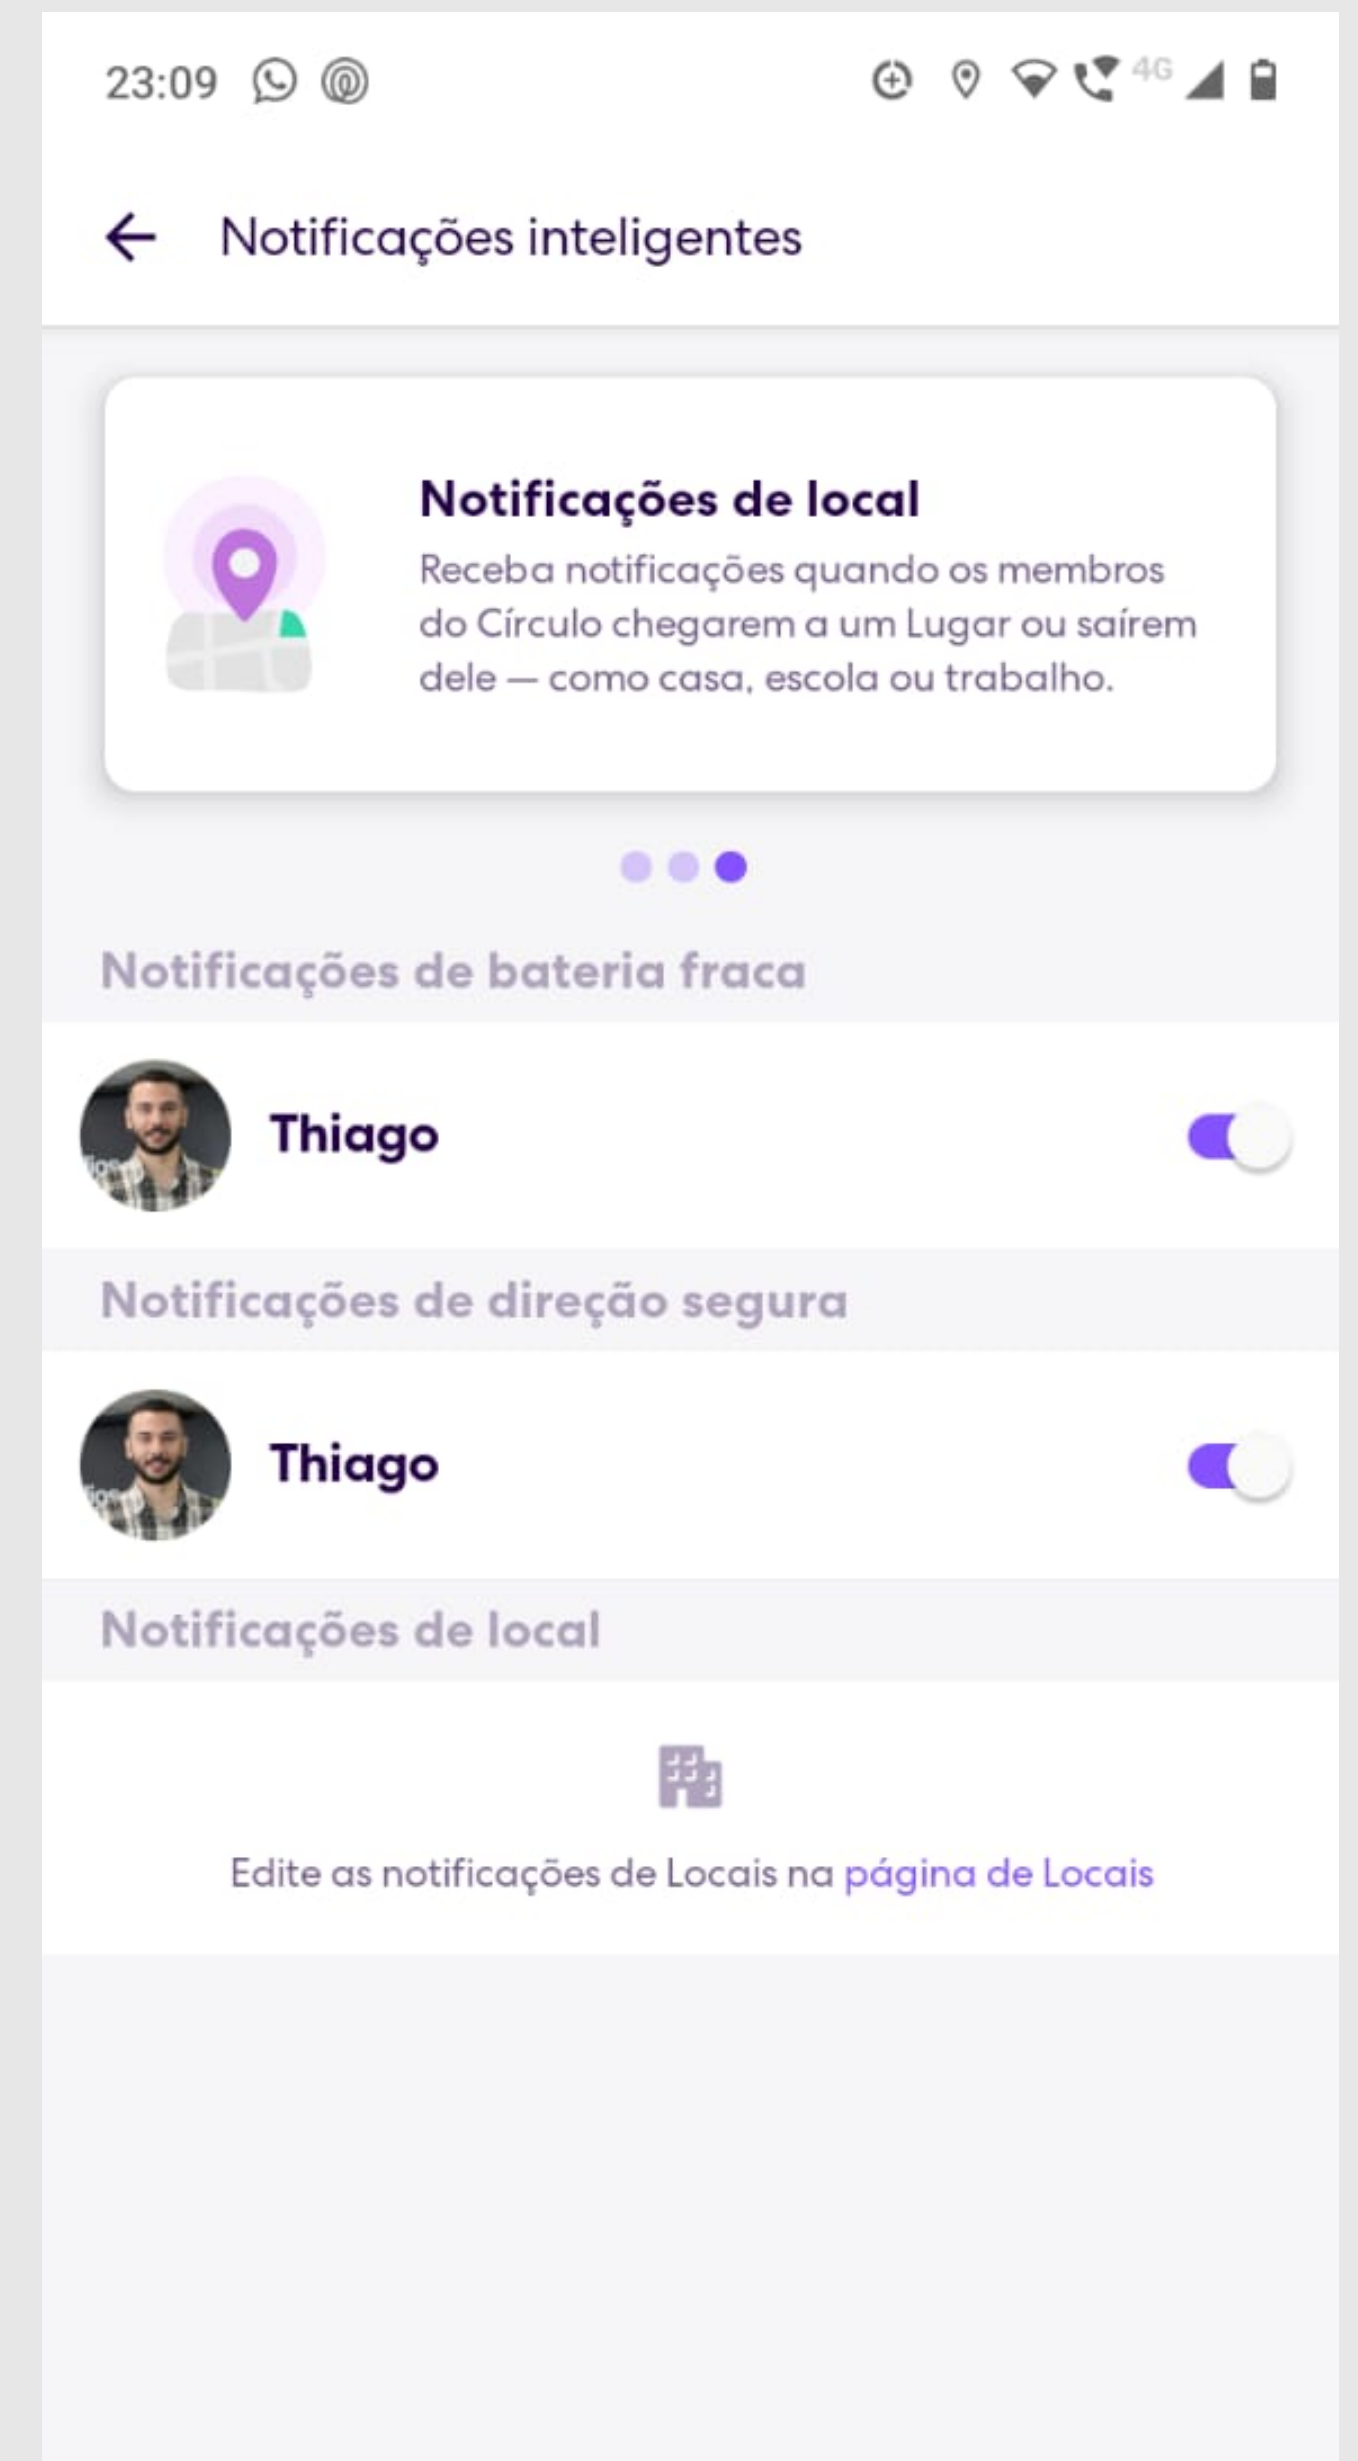 23:09
4G
Notificações inteligentes
Notificações de local
Receba notificações quando os membros
do Círculo chegarem a um Lugar ou saírem
dele — como casa, escola ou trabalho.
Notificações de bateria fraca
Thiago
Notificações de direção segura
Thiago
Notificações de local
Edite as notificações de Locais na página de Locais